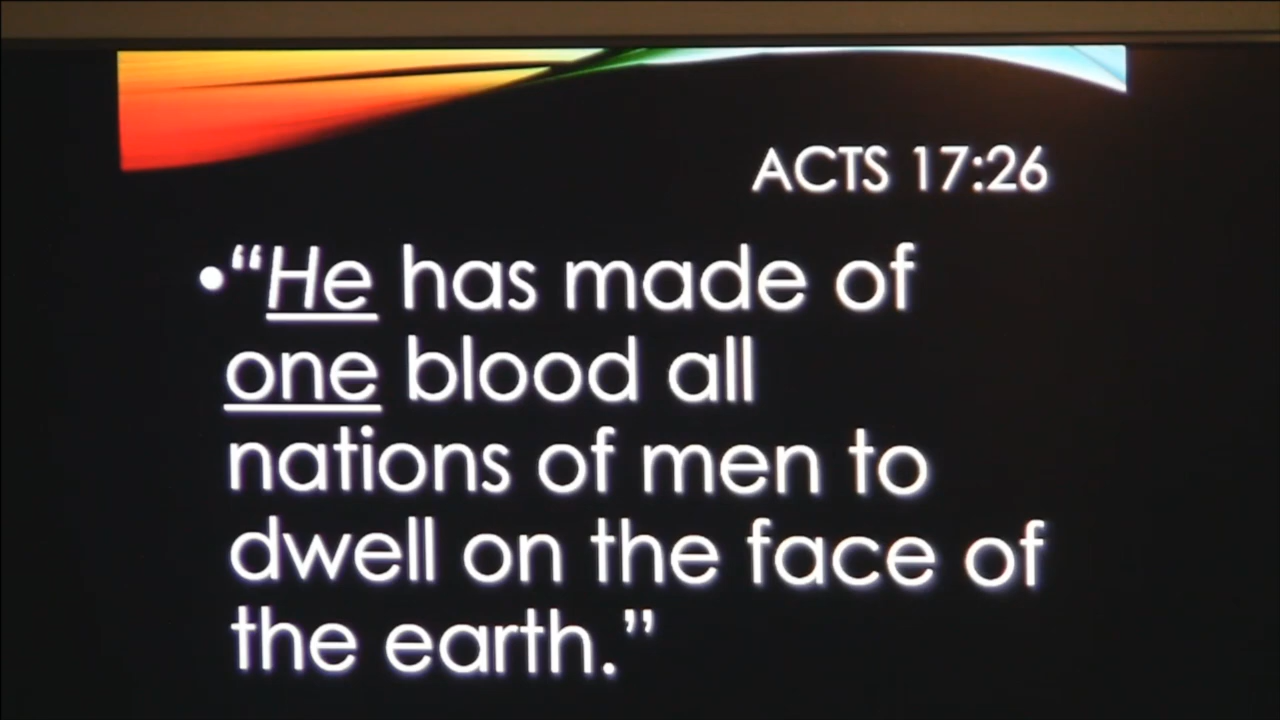 ACTS 17:26
•“He has made of
one blood all
nations of men to
dwell on the face of
the earth.”